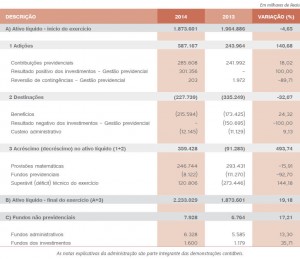 Em milhares de Reais
DESCRIÇÃO 2014 2013 VARIAÇÃO (%)
A) Ativo líquido - início do exercício 1.873.601 1.964.886 -4,65
1 Adições 587.167 243.964 140,68
Contribuições previdenciais 285.608 241.992 18,02
Resultado positivo dos investimentos - Gestão previdencial 301.356 - 100,00
Reversão de contingências - Gestão previdencial 203 1.972 -89,71
2 Destinações (227.739) (335.249) -32,07
Benefícios (215.594) (173.425) 24,32
Resultado negativo dos investimentos - Gestão previdencial - (150.695) -100,00
Custeio administrativo (12.145) (11.129) 9,13
3 Acréscimo (decréscimo) no ativo líquido (1+2) 359.428 (91.285) 493,74
Provisões matemáticas 246.744 293.431 -15,91
Fundos previdenciais (8.122) (111.270) -92,70
Superávit (déficit) técnico do exercício 120.806 (273.446) 144,18
B) Ativo líquido - final do exercício (A+3) 2.233.029 1.873.601 19,18
C) Fundos não previdenciais 7.928 6.764 17,21
Fundos administrativos 6.328 5.585 13,30
Fundos dos investimentos 1.600 1.179 35,71
As notas explicativas da administração são parte integrante das demonstrações contábeis.